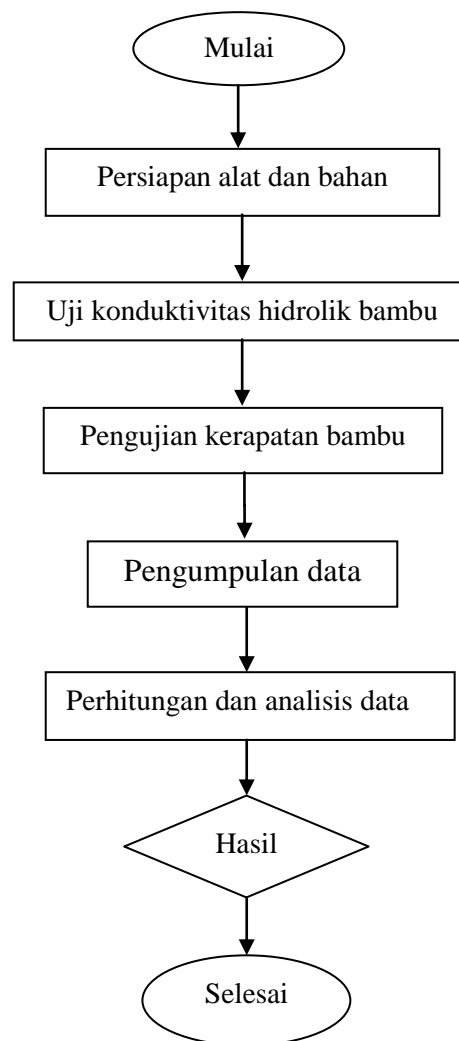 Mulai
Persiapan alat dan bahan
Uji konduktivitas hidrolik bambu
Pengujian kerapatan bambu
Pengumpulan data
Perhitungan dan analisis data
Hasil
Selesai